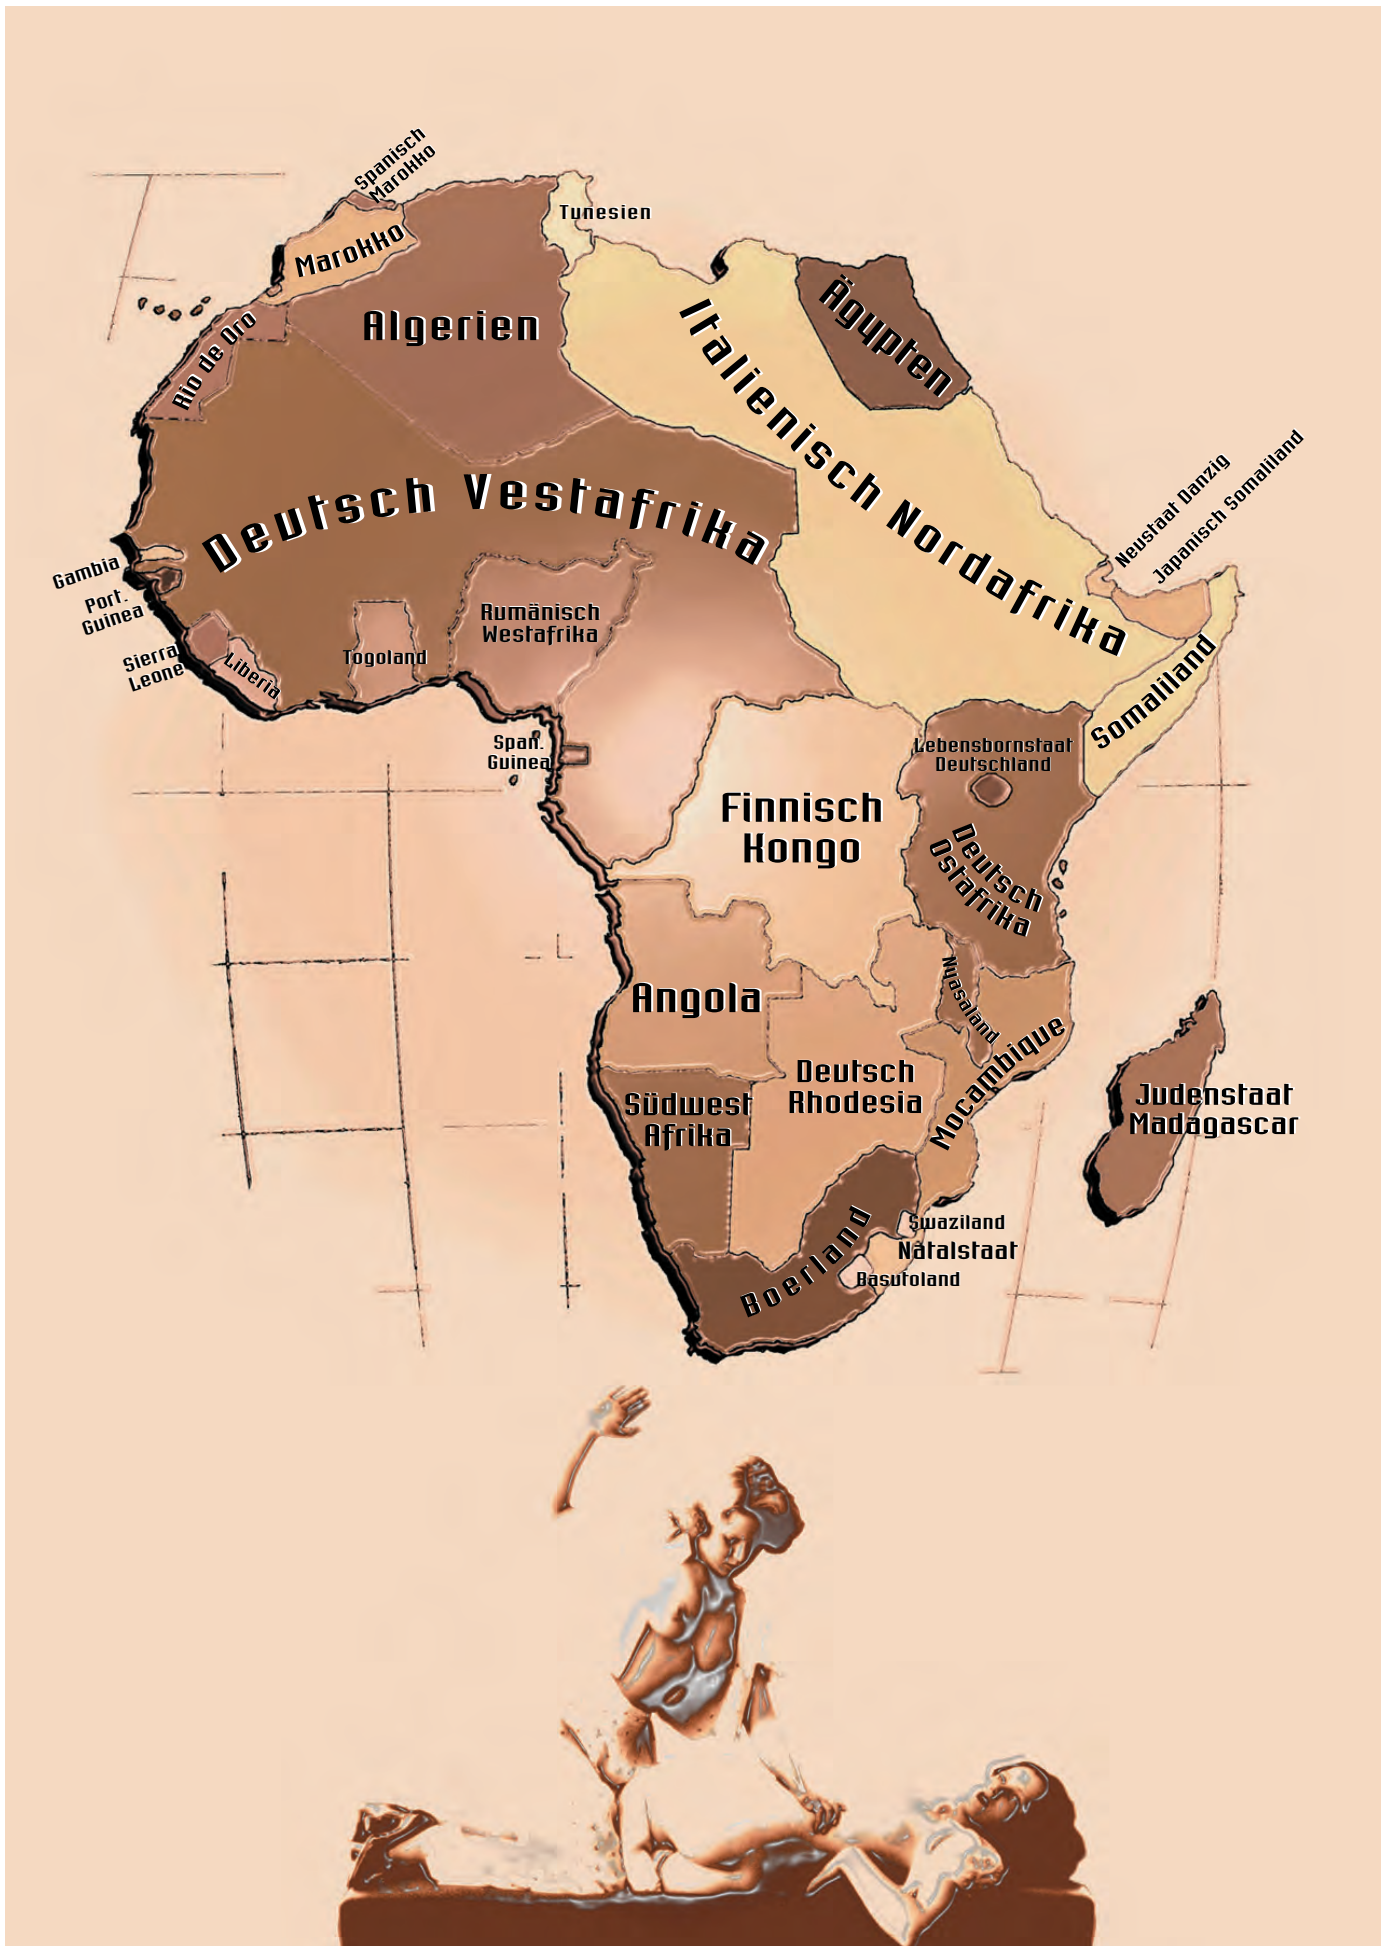 Spanisch
Marokko
Tunesien
Marokko
Algerien
Rio de Oro
Italienisch Nordafrika
Ägypten
Deutsch Vestafrika
Neustaat Danzig
Japanisch Somaliland
Gambia
Port.
Guinea
Sierra
Leone
Liberia
Togoland
Rumänisch
Westafrika
Somaliland
Span.
Guinea
Lebensbornstaat
Deutschland
Finnisch
Kongo
Deutsch
Ostafrika
Angola
Nyasaland
Mocambique
Deutsch
Rhodesia
Südwest
Afrika
Judenstaat
Madagascar
Boerland
Swaziland
Natalstaat
Basutoland